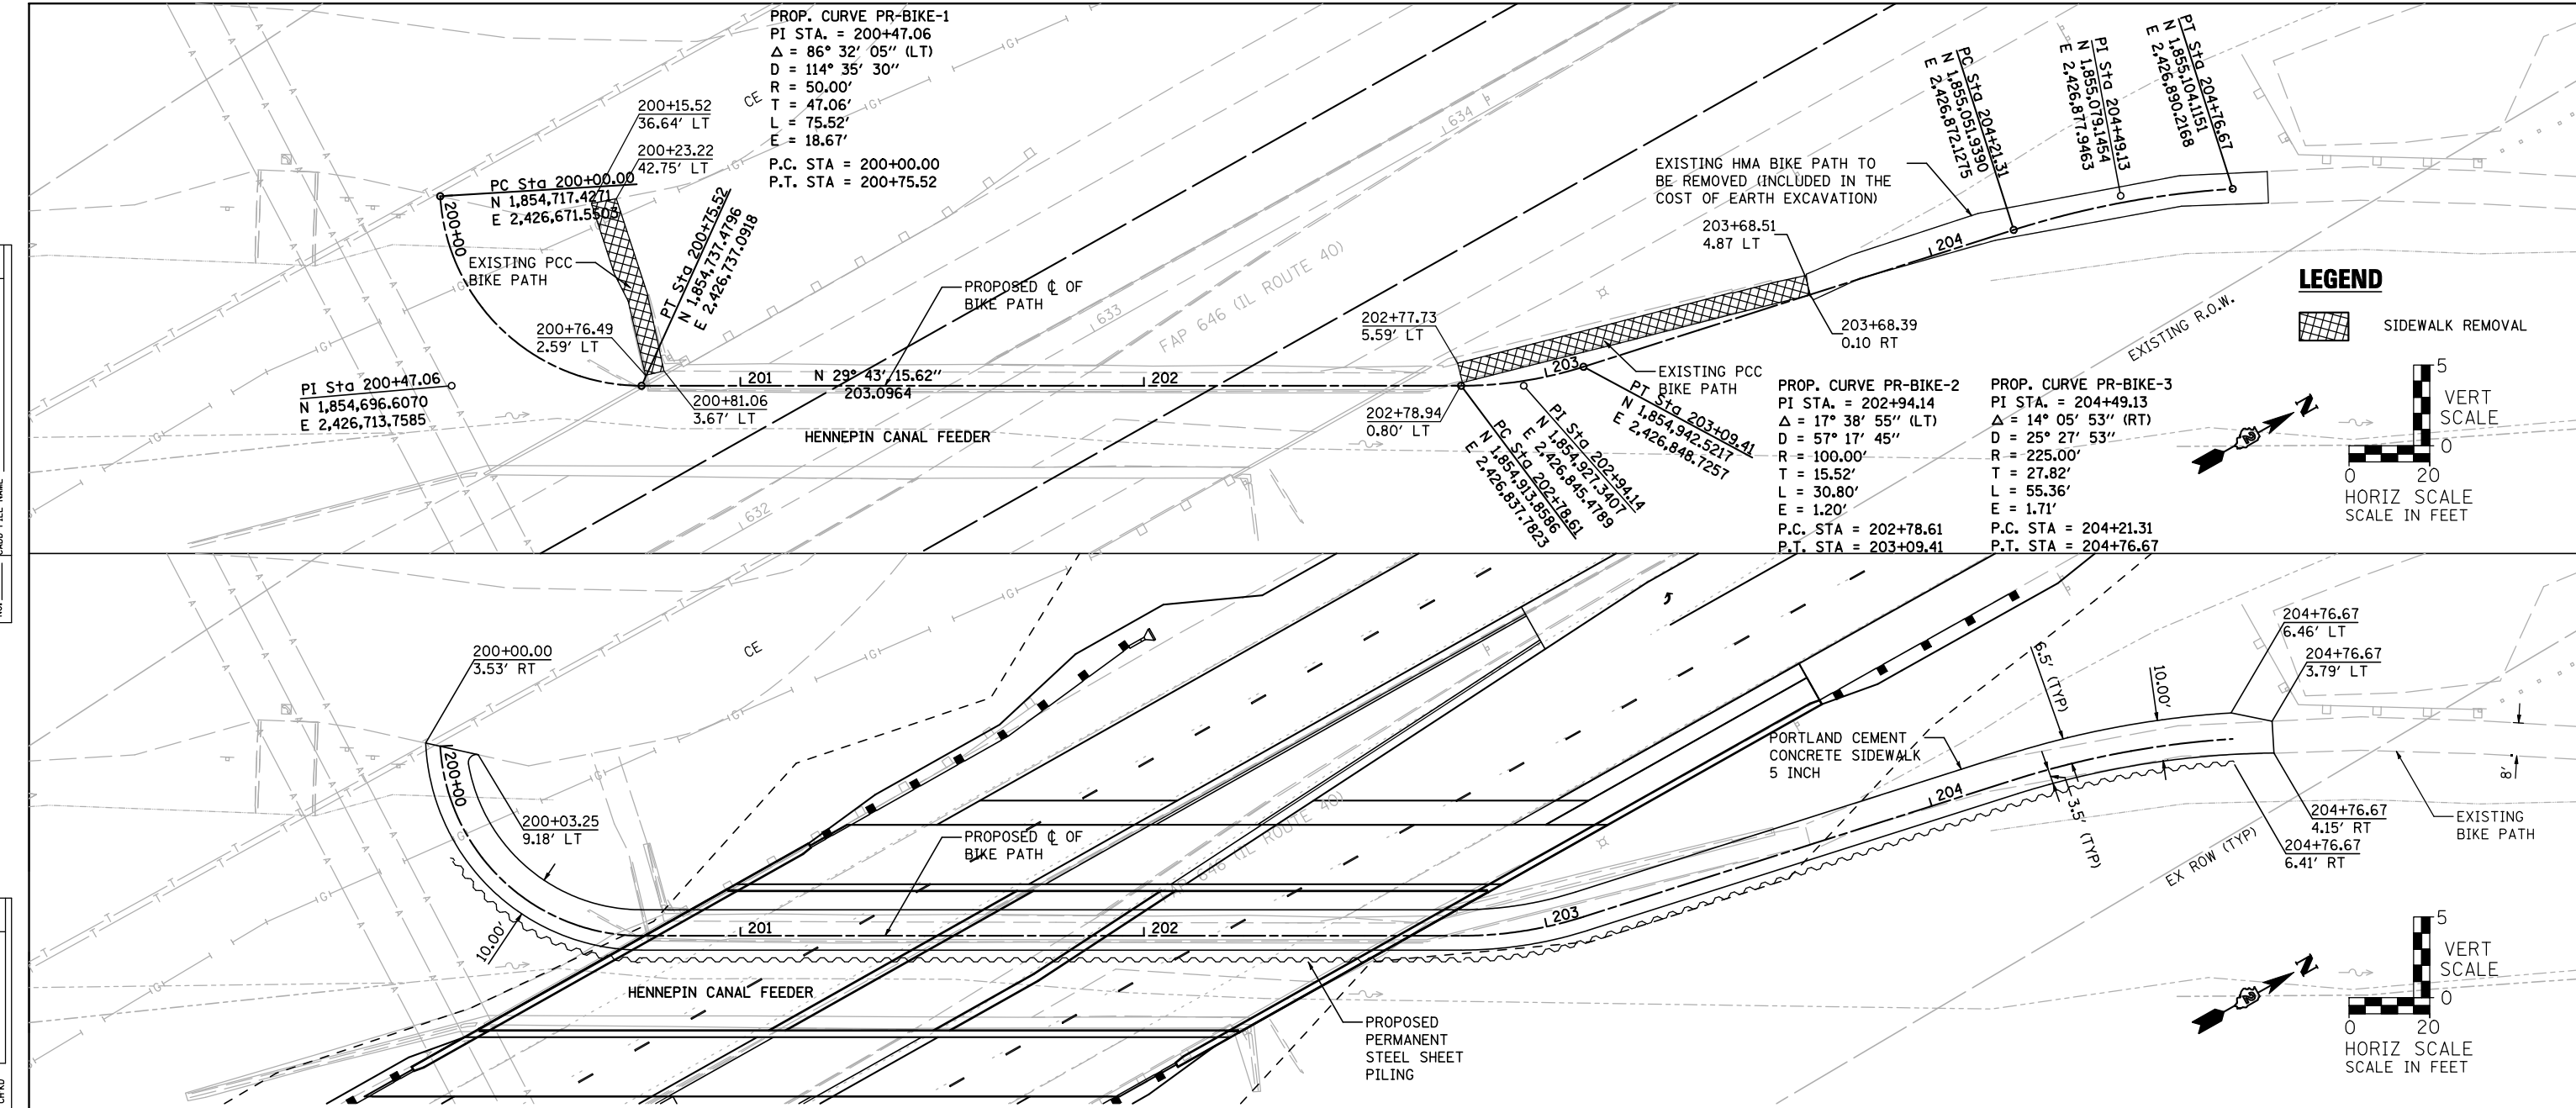 PROP. CURVE PR-BIKE-1
PI STA. = 200+47.06
Δ = 86° 32' 05" (LT)
D = 114° 35' 30"
R = 50.00'
T = 47.06'
L = 75.52'
E = 18.67'
P.C. STA = 200+00.00
P.T. STA = 200+75.52
200+15.52
36.64' LT
200+23.22
42.75' LT
CE
PC Sta 200+00.00
N 1,854,717.4271
E 2,426,671.5503
200+00
EXISTING PCC
BIKE PATH
PT Sta 200+75.52
N 1,854,737.4796
E 2,426,737.0918
200+76.49
2.59' LT
PI Sta 200+47.06
N 1,854,696.6070
E 2,426,713.7585
200+81.06
3.67' LT
201
N 29° 43' 15.62"
203.0964
202
PROPOSED ℄ OF
BIKE PATH
HENNEPIN CANAL FEEDER
632
633
634
FAP 646 (IL ROUTE 40)
202+77.73
5.59' LT
202+78.94
0.80' LT
203
PC Sta 202+78.61
N 1,854,913.8586
E 2,426,837.7823
PI Sta 202+94.14
N 1,854,927.3407
E 2,426,845.4789
PT Sta 203+09.41
N 1,854,942.5217
E 2,426,848.7257
EXISTING PCC
BIKE PATH
203+68.51
4.87 LT
203+68.39
0.10 RT
EXISTING HMA BIKE PATH TO
BE REMOVED (INCLUDED IN THE
COST OF EARTH EXCAVATION)
204
PC Sta 204+21.31
N 1,855,051.9390
E 2,426,872.1275
PI Sta 204+49.13
N 1,855,079.1454
E 2,426,877.9463
PT Sta 204+76.67
N 1,855,104.1151
E 2,426,890.2168
EXISTING R.O.W.
LEGEND
SIDEWALK REMOVAL
PROP. CURVE PR-BIKE-2
PI STA. = 202+94.14
Δ = 17° 38' 55" (LT)
D = 57° 17' 45"
R = 100.00'
T = 15.52'
L = 30.80'
E = 1.20'
P.C. STA = 202+78.61
P.T. STA = 203+09.41
PROP. CURVE PR-BIKE-3
PI STA. = 204+49.13
Δ = 14° 05' 53" (RT)
D = 25° 27' 53"
R = 225.00'
T = 27.82'
L = 55.36'
E = 1.71'
P.C. STA = 204+21.31
P.T. STA = 204+76.67
N
5
VERT
SCALE
0
0 20
HORIZ SCALE
SCALE IN FEET
200+00.00
3.53' RT
CE
200+00
200+03.25
9.18' LT
10.00'
201
202
PROPOSED ℄ OF
BIKE PATH
HENNEPIN CANAL FEEDER
PROPOSED
PERMANENT
STEEL SHEET
PILING
203
PORTLAND CEMENT
CONCRETE SIDEWALK
5 INCH
204
6.5' (TYP)
3.5' (TYP)
10.00'
204+76.67
6.46' LT
204+76.67
3.79' LT
204+76.67
4.15' RT
204+76.67
6.41' RT
8'
EXISTING
BIKE PATH
EX ROW (TYP)
N
5
VERT
SCALE
0
0 20
HORIZ SCALE
SCALE IN FEET